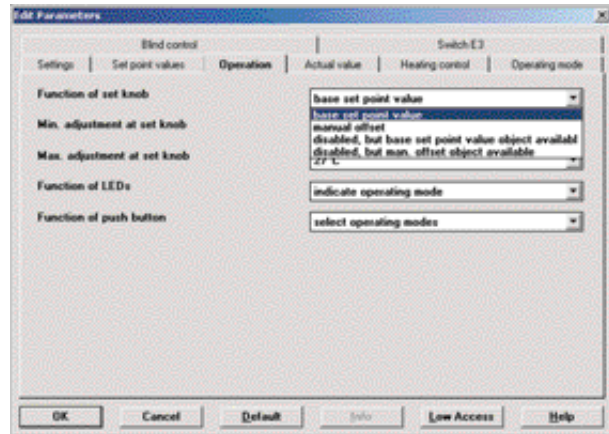 Edit Parameters
Blind control
Switch E3
Settings
Set point values
Operation
Actual value
Heating control
Operating mode
Function of set knob
base set point value
base set point value
manual offset
Min. adjustment at set knob
disabled, but base set point value object availabl
disabled, but man. offset object available
Max. adjustment at set knob
27°C
Function of LEDs
indicate operating mode
Function of push button
select operating modes
OK
Cancel
Default
Info
Low Access
Help